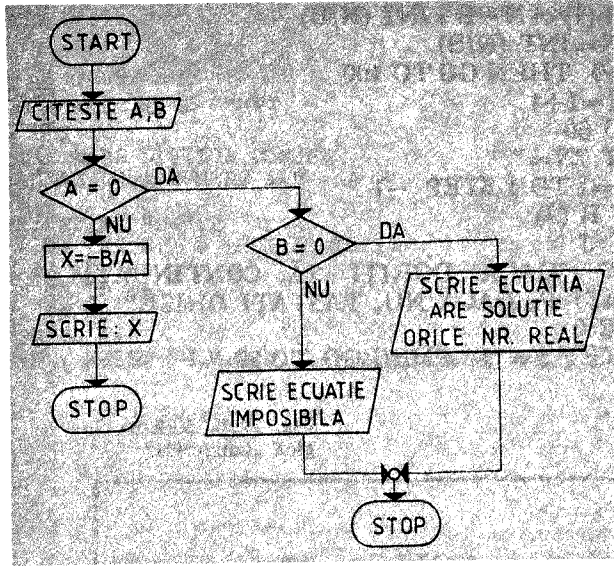 START
CITESTE A,B
A = 0
DA
NU
X=-B/A
SCRIE: X
STOP
B = 0
DA
NU
SCRIE ECUATIA
ARE SOLUTIE
ORICE NR. REAL
SCRIE ECUATIE
IMPOSIBILA
STOP